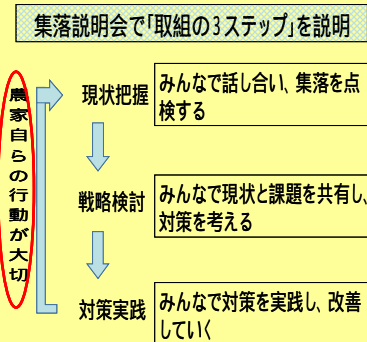 集落説明会で「取組の3ステップ」を説明
農家自らの行動が大切
現状把握
みんなで話し合い、集落を点
検する
戦略検討
みんなで現状と課題を共有し、
対策を考える
対策実践
みんなで対策を実践し、改善
していく